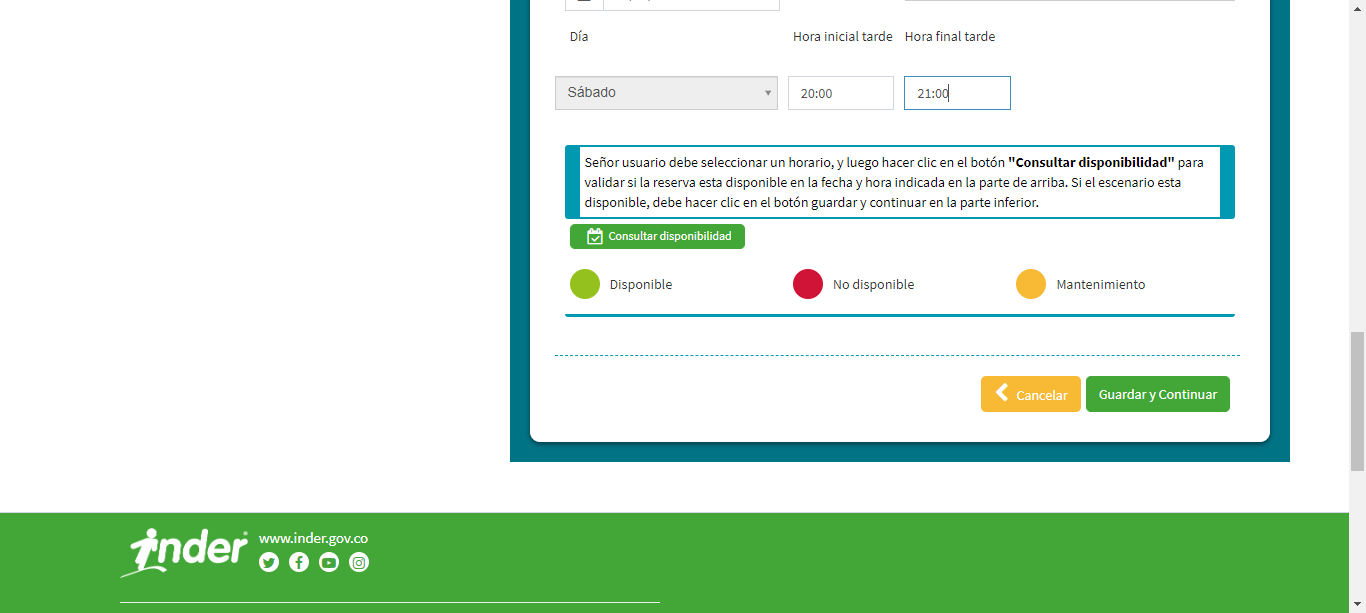 Día
Hora inicial tarde
Hora final tarde
Sábado
20:00
21:00
Señor usuario debe seleccionar un horario, y luego hacer clic en el botón "Consultar disponibilidad" para
validar si la reserva esta disponible en la fecha y hora indicada en la parte de arriba. Si el escenario esta
disponible, debe hacer clic en el botón guardar y continuar en la parte inferior.
Consultar disponibilidad
Disponible
No disponible
Mantenimiento
Cancelar
Guardar y Continuar
inder
www.inder.gov.co